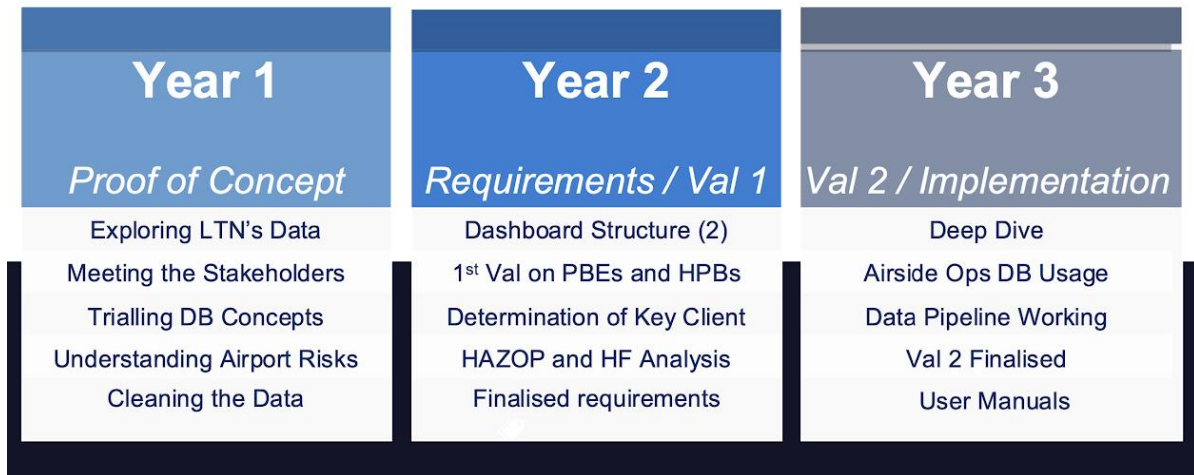 Year 1
Proof of Concept
Exploring LTN's Data
Meeting the Stakeholders
Trialling DB Concepts
Understanding Airport Risks
Cleaning the Data
Year 2
Requirements / Val 1
Dashboard Structure (2)
1st Val on PBEs and HPBs
Determination of Key Client
HAZOP and HF Analysis
Finalised requirements
Year 3
Val 2 / Implementation
Deep Dive
Airside Ops DB Usage
Data Pipeline Working
Val 2 Finalised
User Manuals